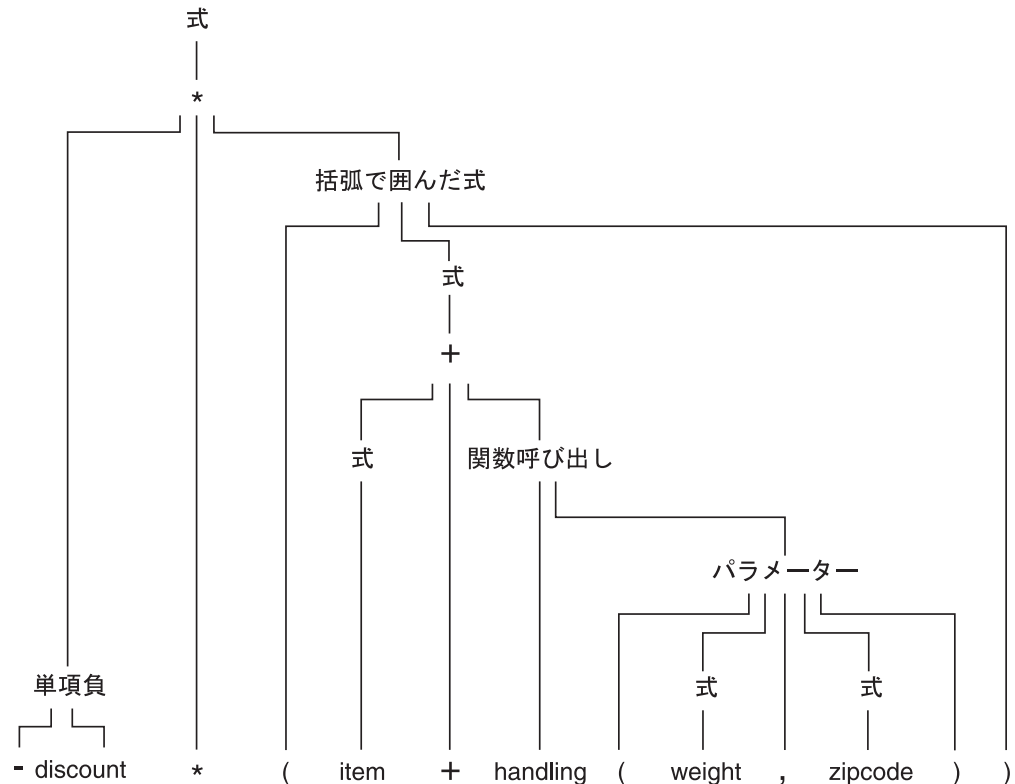 式
*
括弧で囲んだ式
式
+
式 関数呼び出し
パラメーター
単項負 式 式
- discount * ( item + handling ( weight , zipcode ) )